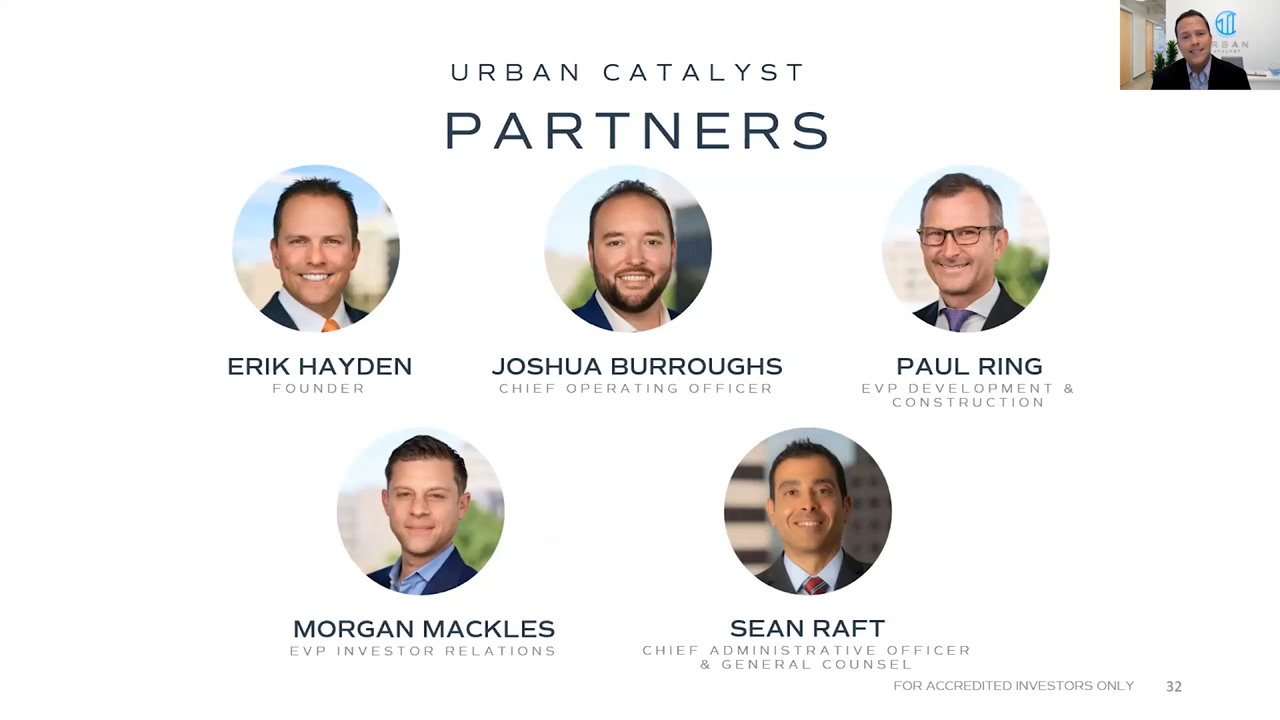 URBAN CATALYST
PARTNERS
ERIK HAYDEN
FOUNDER
JOSHUA BURROUGHS
CHIEF OPERATING OFFICER
PAUL RING
EVP DEVELOPMENT &
CONSTRUCTION
MORGAN MACKLES
EVP INVESTOR RELATIONS
SEAN RAFT
CHIEF ADMINISTRATIVE OFFICER
& GENERAL COUNSEL
FOR ACCREDITED INVESTORS ONLY 32